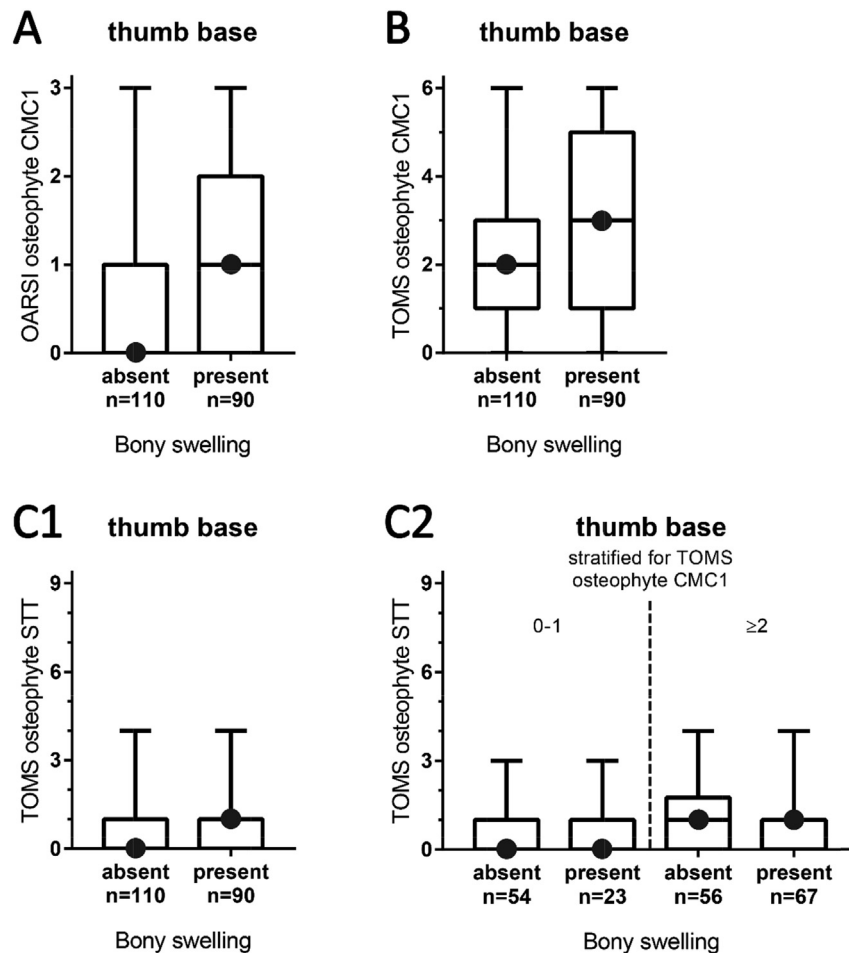 A
thumb base
OARSI osteophyte CMC1
3
2
1
0
absent present
n=110 n=90
Bony swelling
B
thumb base
TOMS osteophyte CMC1
6
4
2
0
absent present
n=110 n=90
Bony swelling
C1
thumb base
TOMS osteophyte STT
9
6
3
0
absent present
n=110 n=90
Bony swelling
C2
thumb base
stratified for TOMS
osteophyte CMC1
0-1 ≥2
TOMS osteophyte STT
9
6
3
0
absent present absent present
n=54 n=23 n=56 n=67
Bony swelling